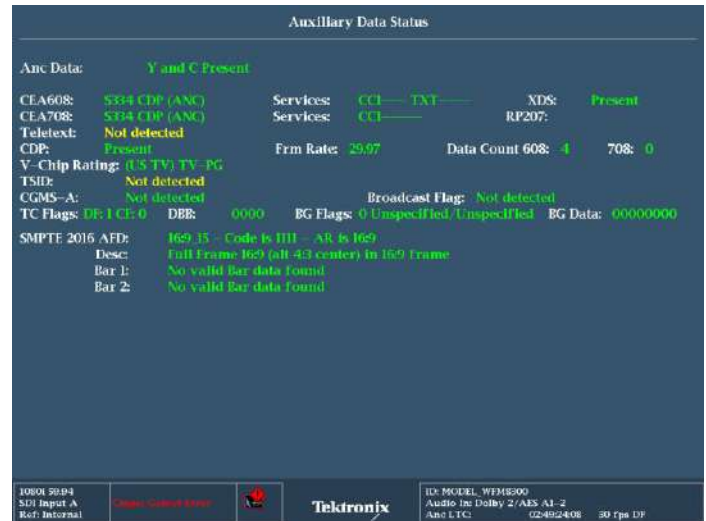 Auxiliary Data Status
Anc Data: Y and C Present
CEA608: S334 CDP (ANC) Services: CC1---- TXT---- XDS: Present
CEA708: S334 CDP (ANC) Services: CC1----- RP207:
Teletext: Not detected
CDP: Present Frm Rate: 29.97 Data Count 608: 4 708: 0
V-Chip Rating: (US TV) TV-PG
TSID: Not detected
CGMS-A: Not detected Broadcast Flag: Not detected
TC Flags: DF: 1 CF: 0 DBB: 0000 BG Flags: 0 Unspecified/Unspecified BG Data: 00000000
SMPTE 2016 AFD: 16:9_15 - Code is 1111 - AR is 16:9
Desc: Full Frame 16:9 (alt 4:3 center) in 16:9 frame
Bar 1: No valid Bar data found
Bar 2: No valid Bar data found
1080i 59.94
SDI Input A
Ref: Internal
Gamut Error
Tektronix
ID: MODEL_WFM8300
Audio In: Dolby 2/AES A1-2
Anc LTC: 02:49:24:08 30 fps DF